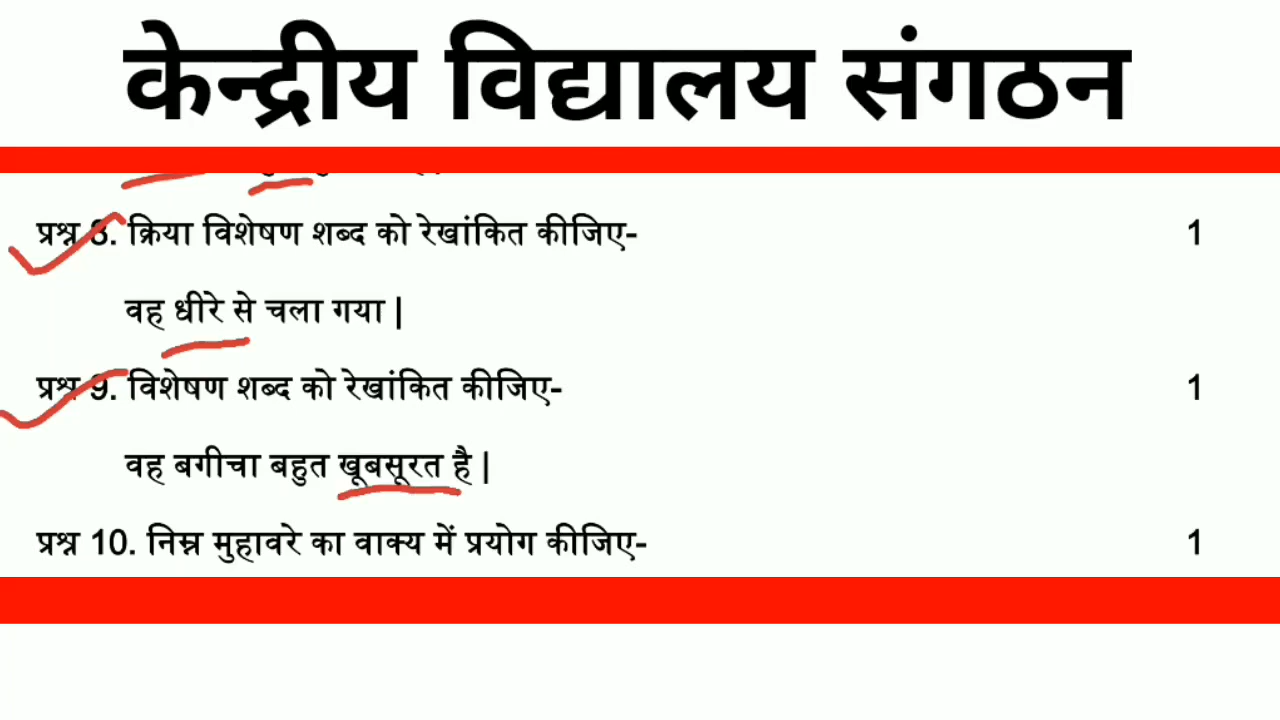 केन्द्रीय विद्यालय संगठन
प्रश्न 8. क्रिया विशेषण शब्द को रेखांकित कीजिए- 1
वह धीरे से चला गया |
प्रश्न 9. विशेषण शब्द को रेखांकित कीजिए- 1
वह बगीचा बहुत खूबसूरत है |
प्रश्न 10. निम्न मुहावरे का वाक्य में प्रयोग कीजिए- 1